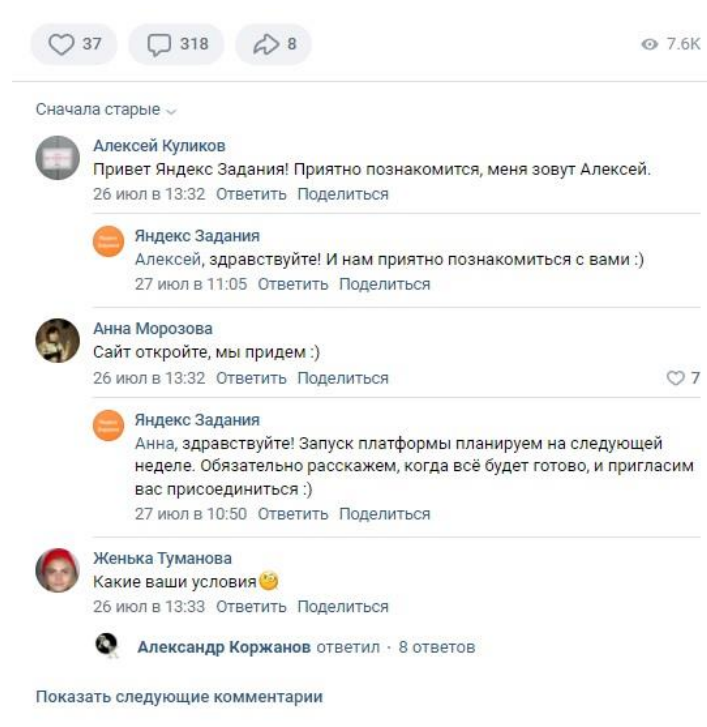 37 318 8 7.6K
Сначала старые
Алексей Куликов
Привет Яндекс Задания! Приятно познакомится, меня зовут Алексей.
26 июл в 13:32 Ответить Поделиться
Яндекс Задания
Алексей, здравствуйте! И нам приятно познакомиться с вами :)
27 июл в 11:05 Ответить Поделиться
Анна Морозова
Сайт откройте, мы придем :)
26 июл в 13:32 Ответить Поделиться 7
Яндекс Задания
Анна, здравствуйте! Запуск платформы планируем на следующей
неделе. Обязательно расскажем, когда всё будет готово, и пригласим
вас присоединиться :)
27 июл в 10:50 Ответить Поделиться
Женька Туманова
Какие ваши условия🧐
26 июл в 13:33 Ответить Поделиться
Александр Коржанов ответил · 8 ответов
Показать следующие комментарии